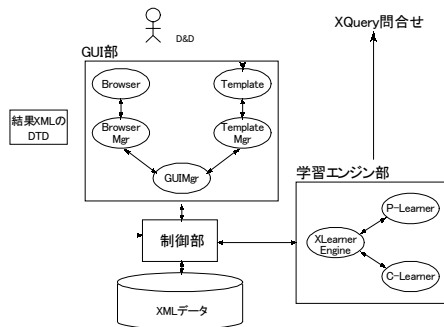 XQuery問合せ
D&D
GUI部
Browser
Template
結果XMLの
DTD
Browser
Mgr
Template
Mgr
GUIMgr
学習エンジン部
P-Learner
XLearner
Engine
C-Learner
制御部
XMLデータ